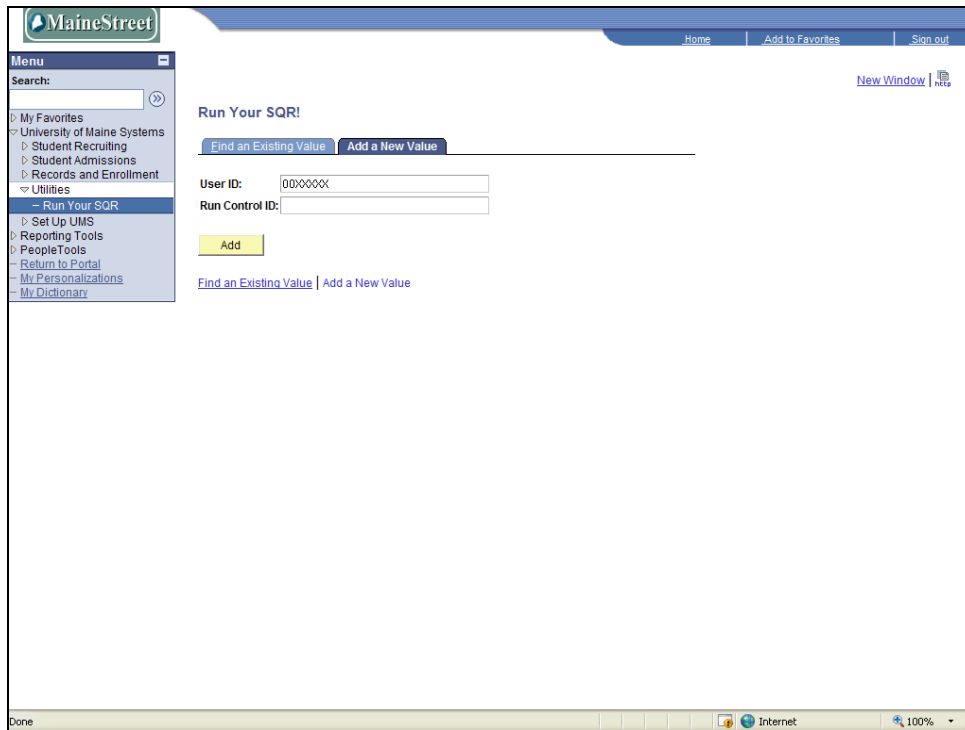 MaineStreet
Home Add to Favorites Sign out
Menu
Search:
New Window http
My Favorites
University of Maine Systems
Student Recruiting
Student Admissions
Records and Enrollment
Utilities
Run Your SQR
Set Up UMS
Reporting Tools
PeopleTools
Return to Portal
My Personalizations
My Dictionary
Run Your SQR!
Find an Existing Value Add a New Value
User ID: 00XXXXX
Run Control ID:
Add
Find an Existing Value | Add a New Value
Done Internet 100%